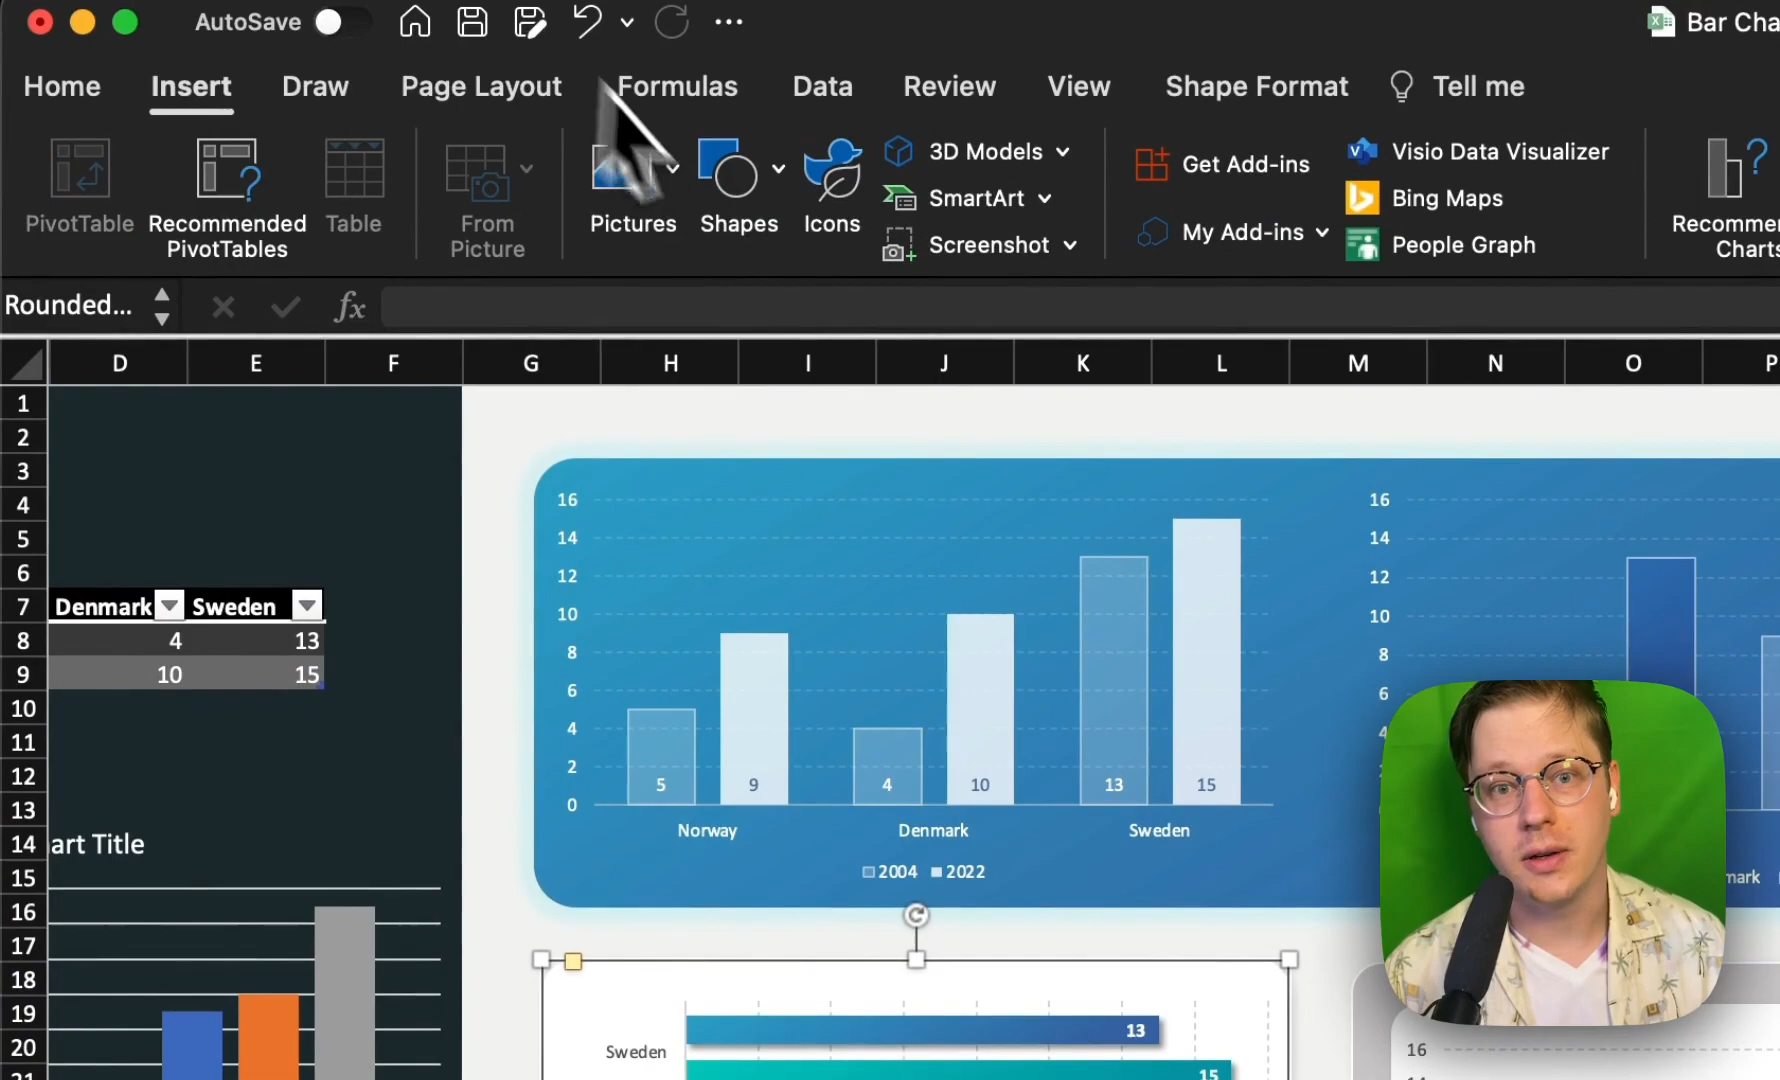 AutoSave
Bar Cha
Home Insert Draw Page Layout Formulas Data Review View Shape Format Tell me
PivotTable
Recommended
PivotTables
Table
From
Picture
Pictures
Shapes
Icons
3D Models
SmartArt
Screenshot
Get Add-ins
My Add-ins
Visio Data Visualizer
Bing Maps
People Graph
Recommen
Charts
Rounded... fx
D E F G H I J K L M N O P
1
2
3
4
5
6
7 Denmark Sweden
8 4 13
9 10 15
10
11
12
13
14 art Title
15
16
17
18
19
20
21
16
14
12
10
8
6
4
2
0
5 9 4 10 13 15
Norway Denmark Sweden
2004 2022
16
14
12
10
8
6
4
mark
Sweden
13
15
16
14